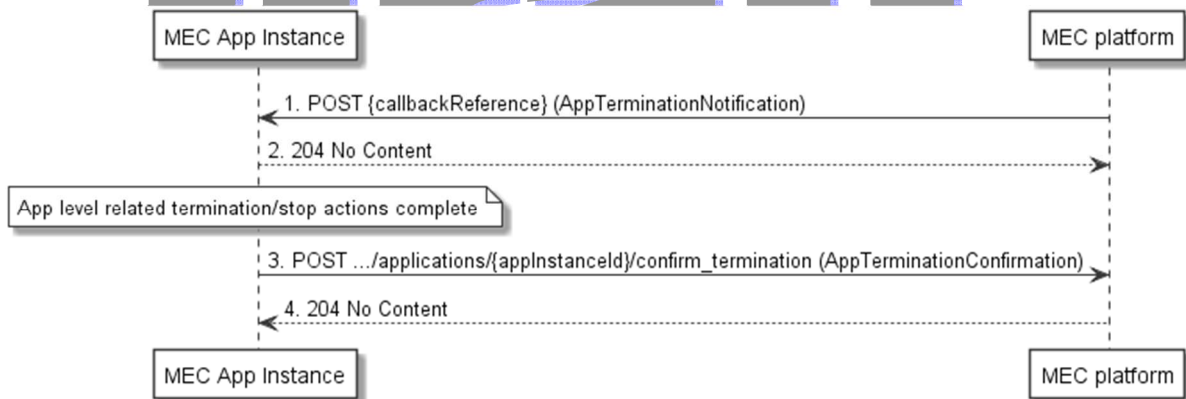 MEC App Instance
MEC platform
1. POST {callbackReference} (AppTerminationNotification)
2. 204 No Content
App level related termination/stop actions complete
3. POST .../applications/{appInstanceId}/confirm_termination (AppTerminationConfirmation)
4. 204 No Content
MEC App Instance
MEC platform